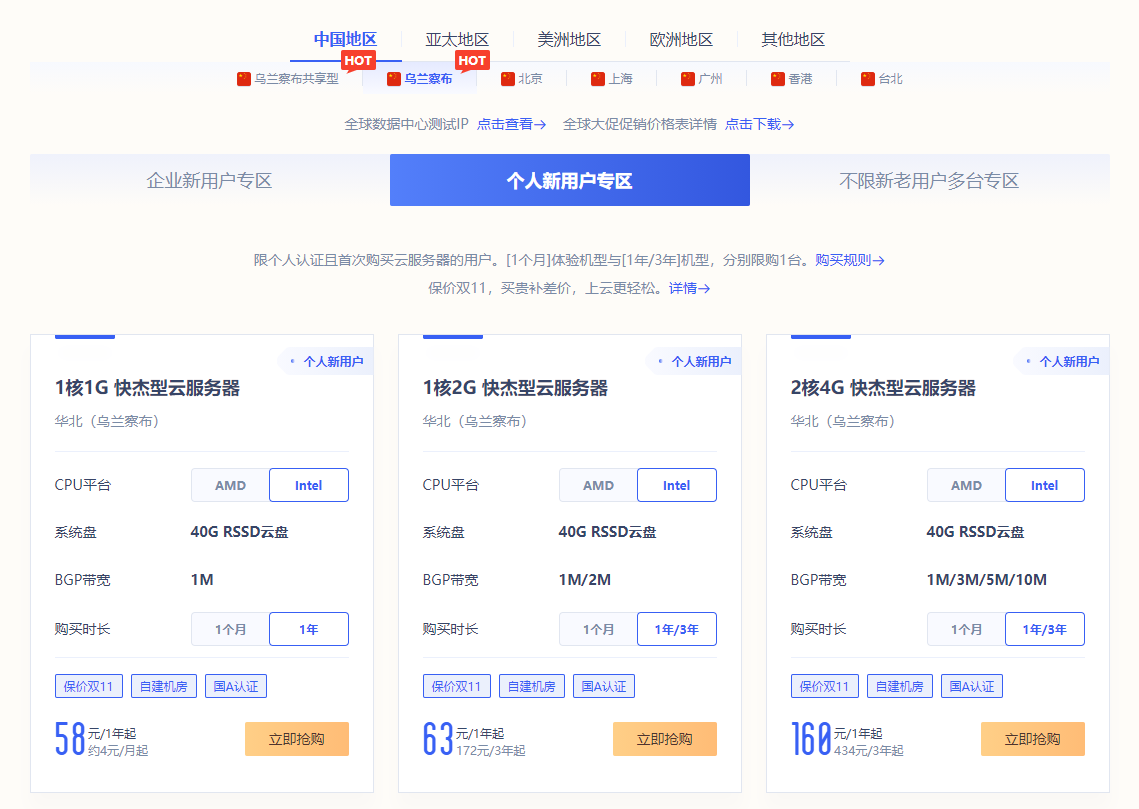 中国地区 亚太地区 美洲地区 欧洲地区 其他地区
HOT HOT
乌兰察布共享型 乌兰察布 北京 上海 广州 香港 台北
全球数据中心测试IP 点击查看→ 全球大促促销价格表详情 点击下载→
企业新用户专区 个人新用户专区 不限新老用户多台专区
限个人认证且首次购买云服务器的用户。[1个月]体验机型与[1年/3年]机型，分别限购1台。购买规则→
保价双11，买贵补差价，上云更轻松。详情→
个人新用户
1核1G 快杰型云服务器
华北（乌兰察布）
CPU平台 AMD Intel
系统盘 40G RSSD云盘
BGP带宽 1M
购买时长 1个月 1年
保价双11 自建机房 国A认证
58 元/1年起
约4元/月起
立即抢购
个人新用户
1核2G 快杰型云服务器
华北（乌兰察布）
CPU平台 AMD Intel
系统盘 40G RSSD云盘
BGP带宽 1M/2M
购买时长 1个月 1年/3年
保价双11 自建机房 国A认证
63 元/1年起
172元/3年起
立即抢购
个人新用户
2核4G 快杰型云服务器
华北（乌兰察布）
CPU平台 AMD Intel
系统盘 40G RSSD云盘
BGP带宽 1M/3M/5M/10M
购买时长 1个月 1年/3年
保价双11 自建机房 国A认证
160 元/1年起
434元/3年起
立即抢购